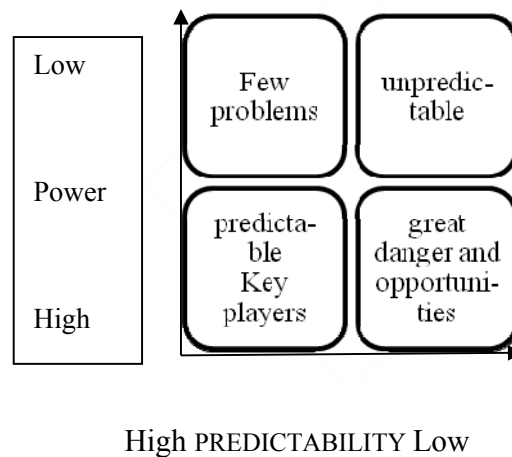 Low
Power
High
Few
problems
unpredic-
table
predicta-
ble
Key
players
great
danger and
opportuni-
ties
High PREDICTABILITY Low